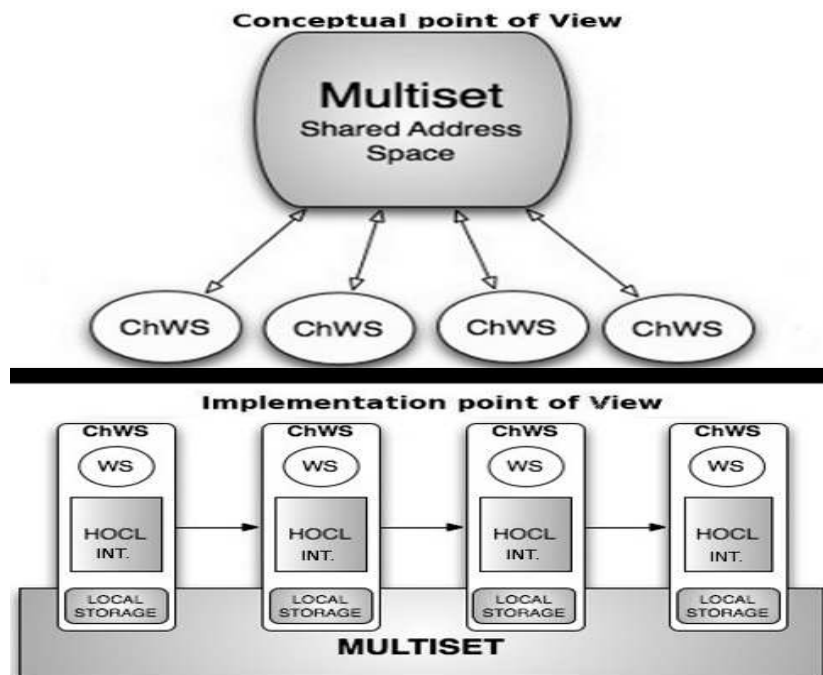 Conceptual point of View
Multiset
Shared Address
Space
ChWS ChWS ChWS ChWS
Implementation point of View
ChWS ChWS ChWS ChWS
WS WS WS WS
HOCL HOCL HOCL HOCL
INT. INT. INT. INT.
LOCAL LOCAL LOCAL LOCAL
STORAGE STORAGE STORAGE STORAGE
MULTISET